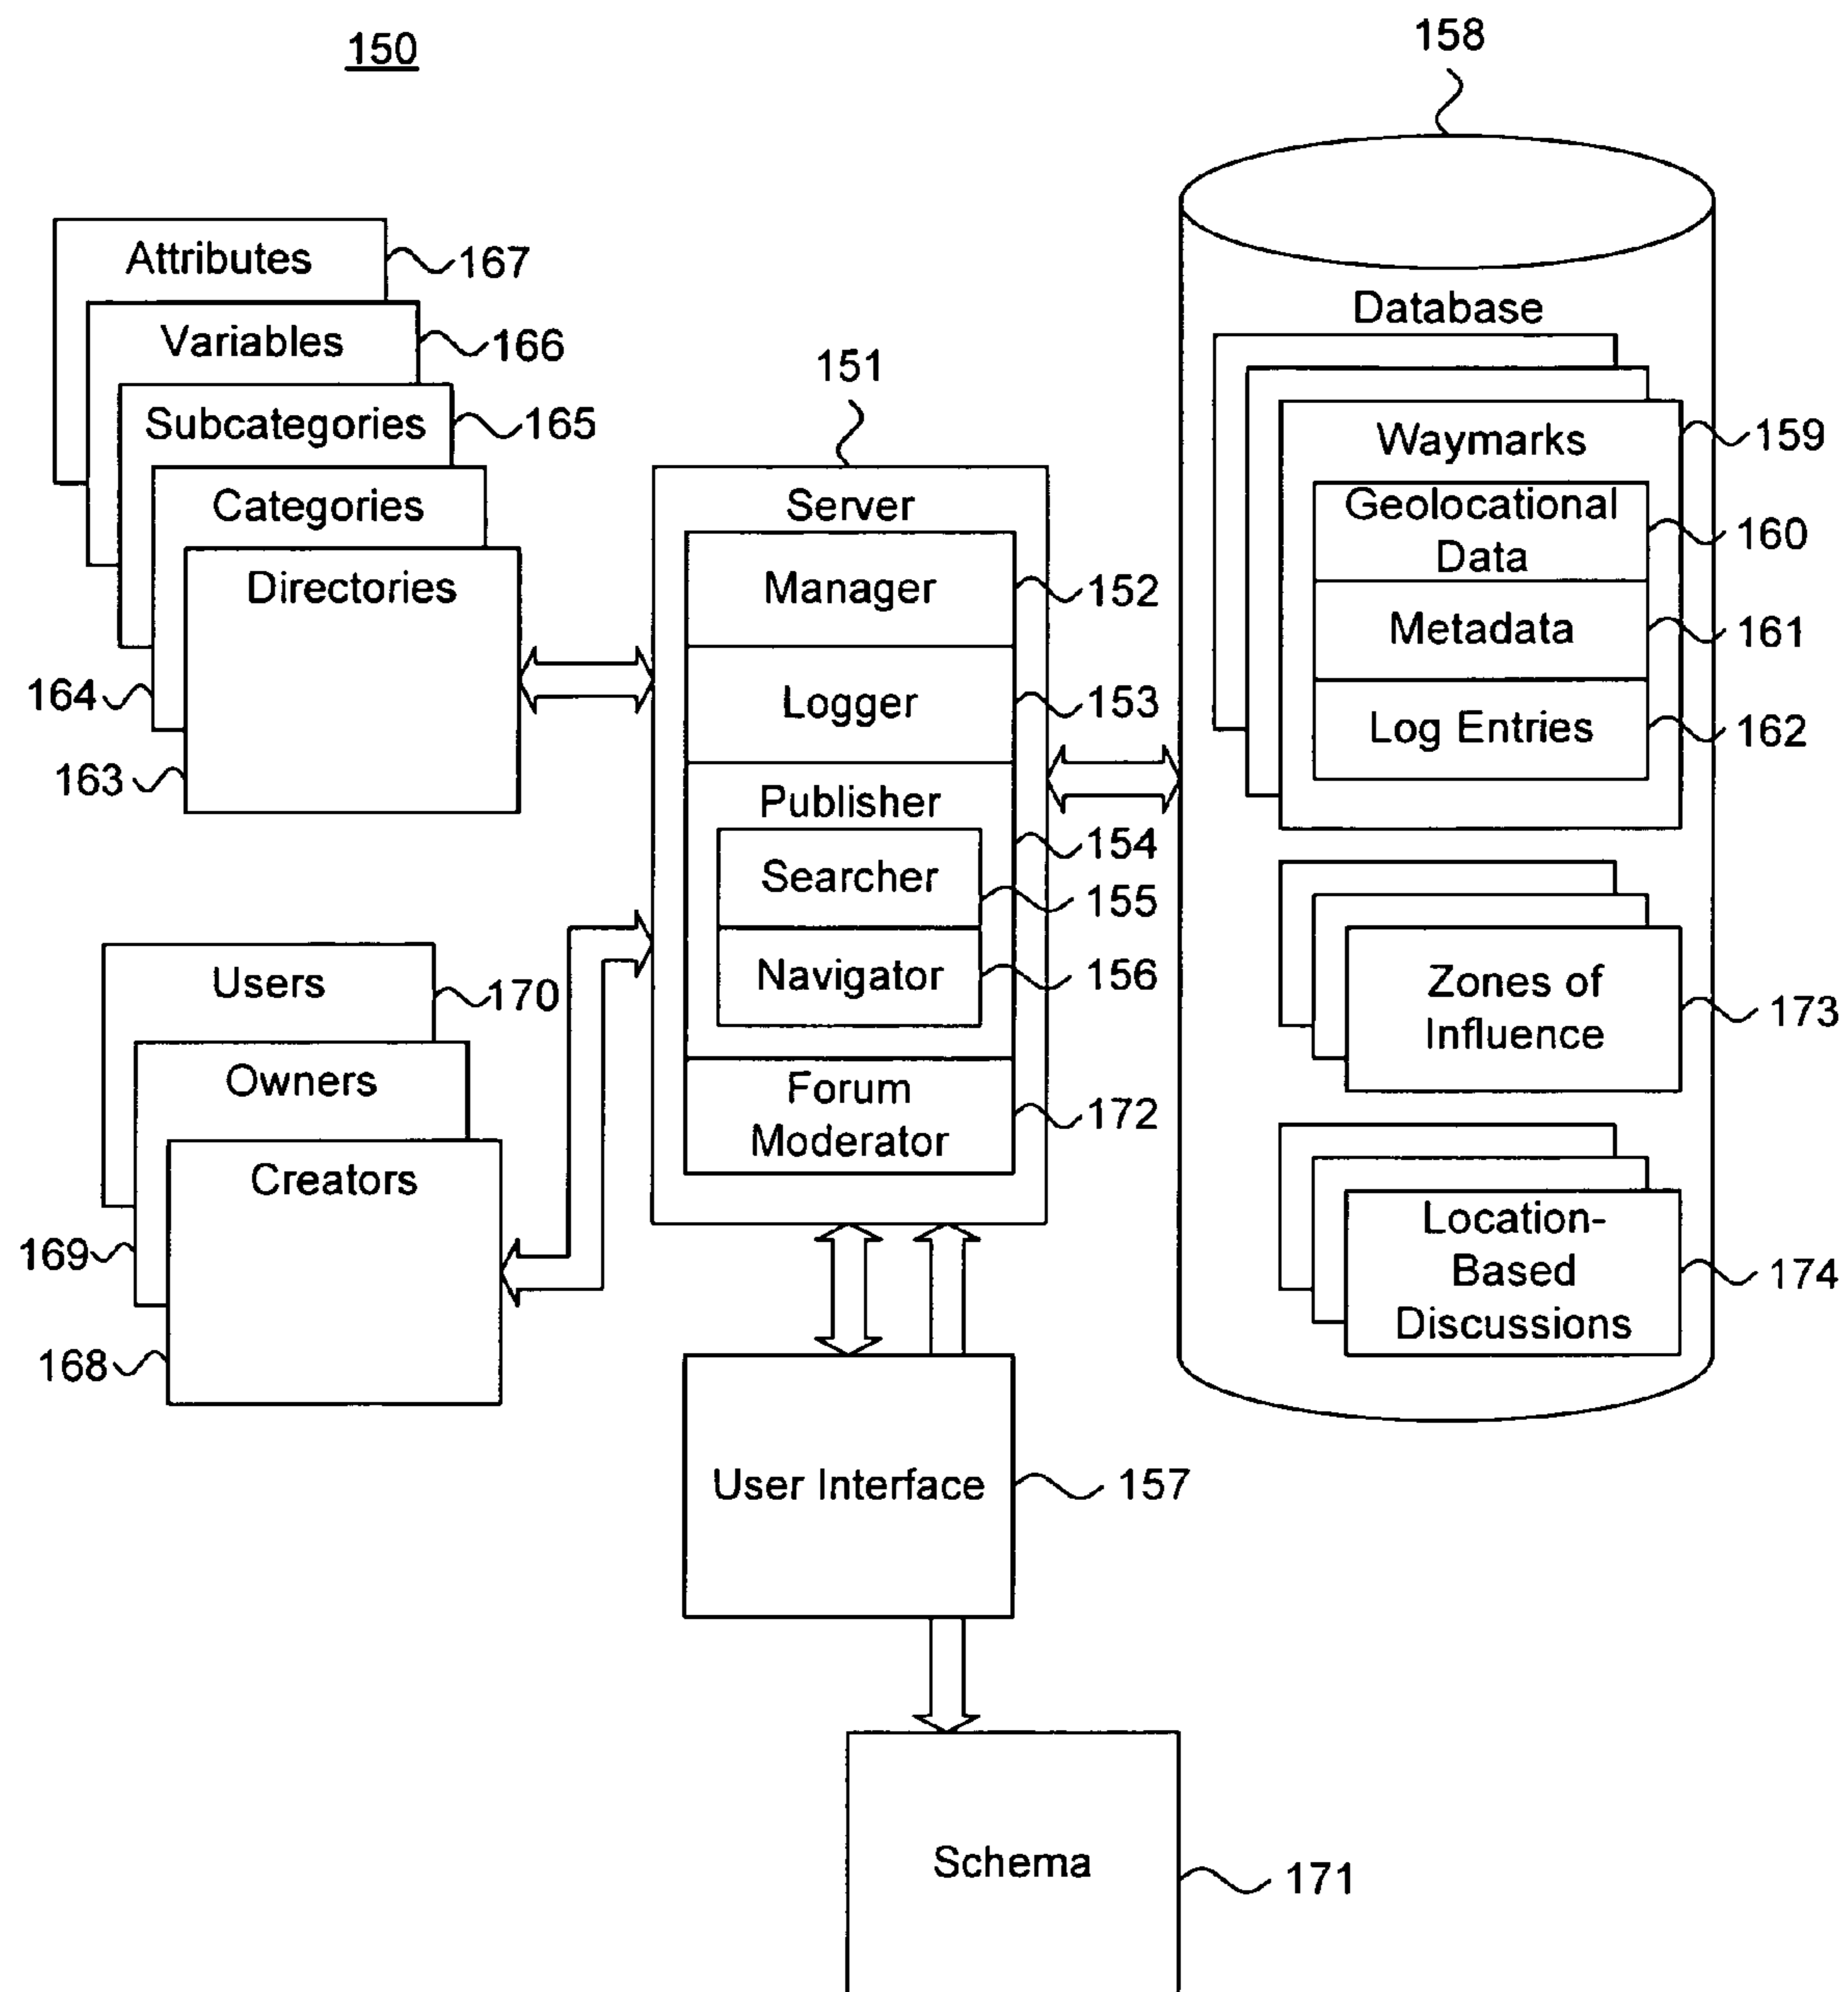 150
158
Attributes
167
Variables
166
Subcategories
165
Categories
164
Directories
163
151
Server
Manager
152
Logger
153
Publisher
154
Searcher
155
Navigator
156
Forum
Moderator
172
Database
Waymarks
159
Geolocational
Data
160
Metadata
161
Log Entries
162
Zones of
Influence
173
Location-
Based
Discussions
174
Users
170
Owners
169
Creators
168
User Interface
157
Schema
171